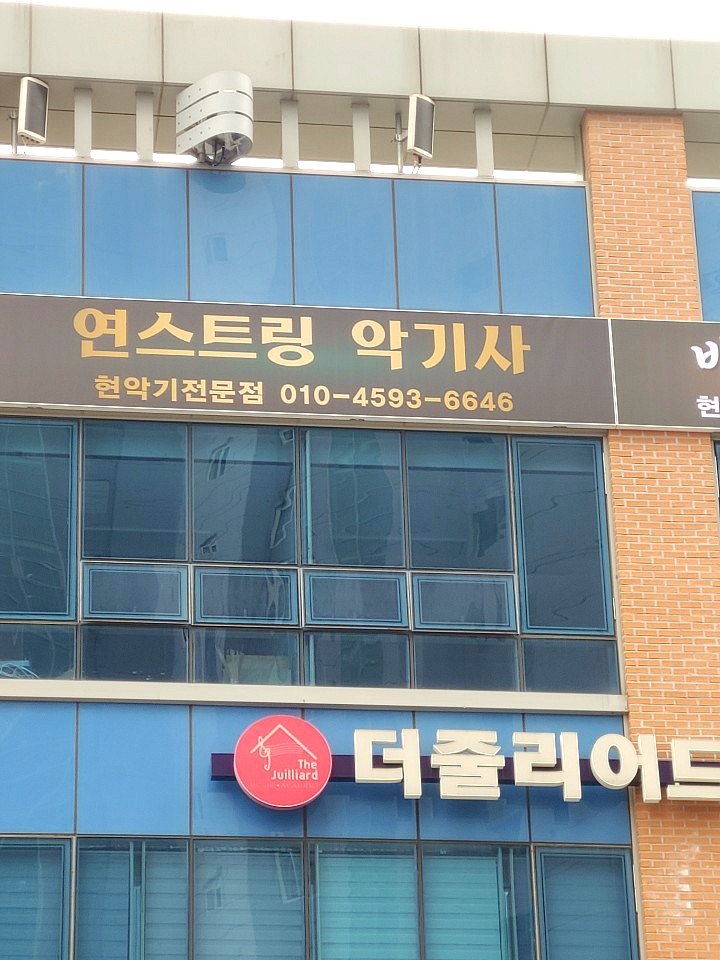 연스트링 악기사
현악기전문점 010-4593-6646
현
The
Juilliard
더줄리어드